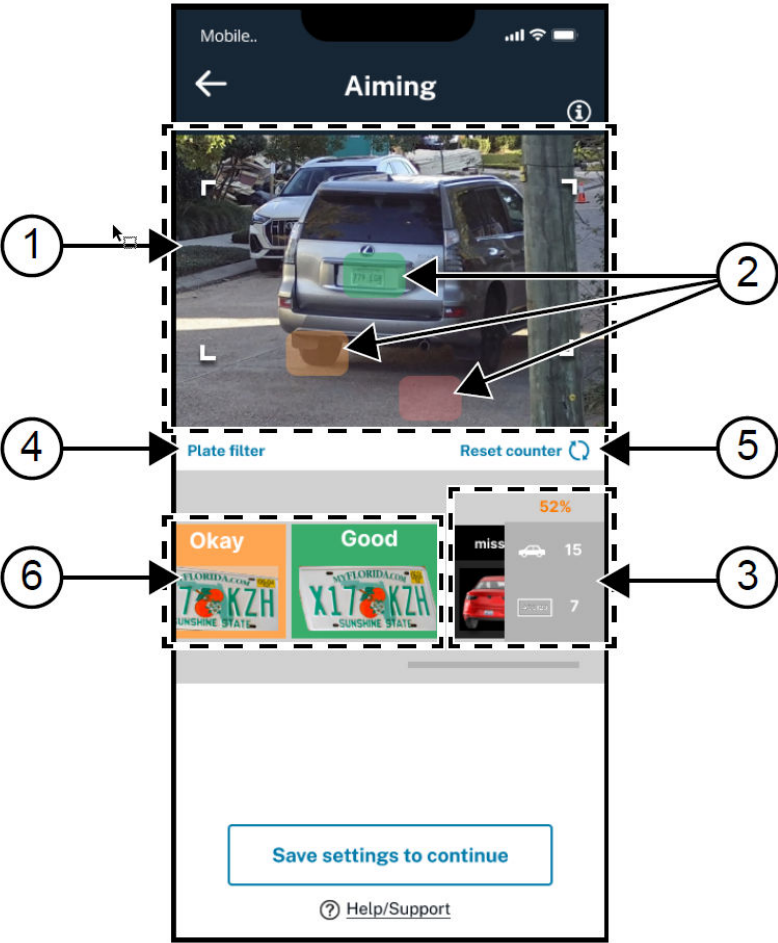 Mobile..
Aiming
1
2
4
Plate filter
Reset counter
5
52%
Okay
Good
miss
15
6
MYFLORIDA.COM
MYFLORIDA.COM
3
7 KZH
X17 KZH
7
SUNSHINE STATE
SUNSHINE STATE
Save settings to continue
Help/Support